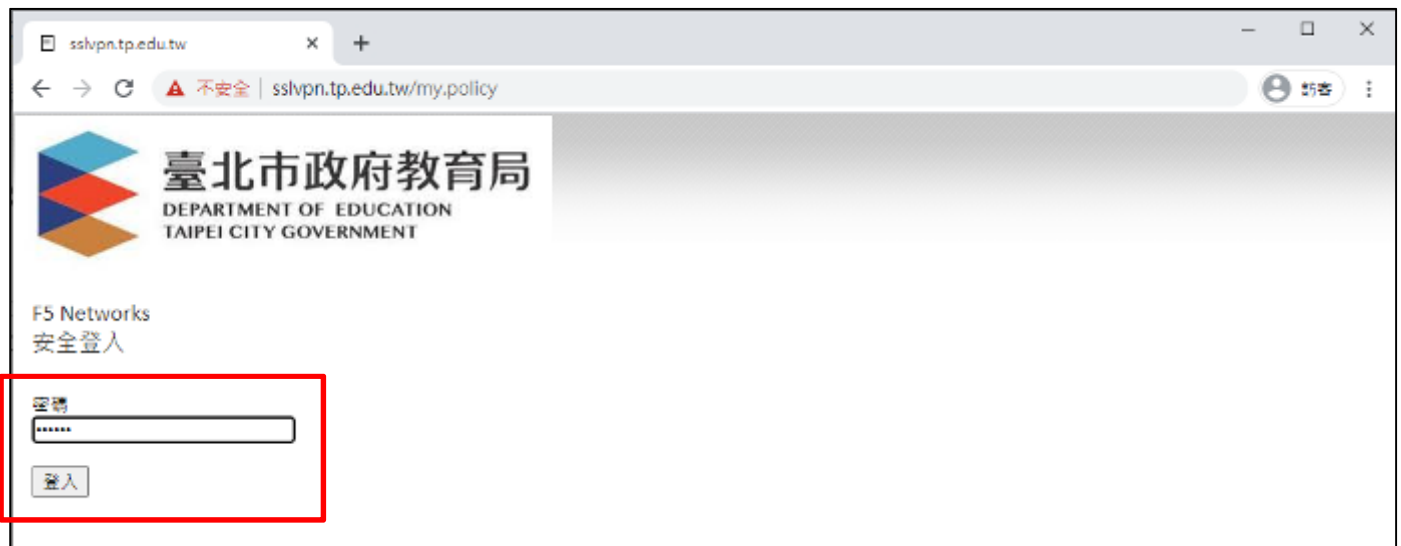 sslvpn.tp.edu.tw
不安全 | sslvpn.tp.edu.tw/my.policy
訪客
臺北市政府教育局
DEPARTMENT OF EDUCATION
TAIPEI CITY GOVERNMENT
F5 Networks
安全登入
密碼
••••••
登入